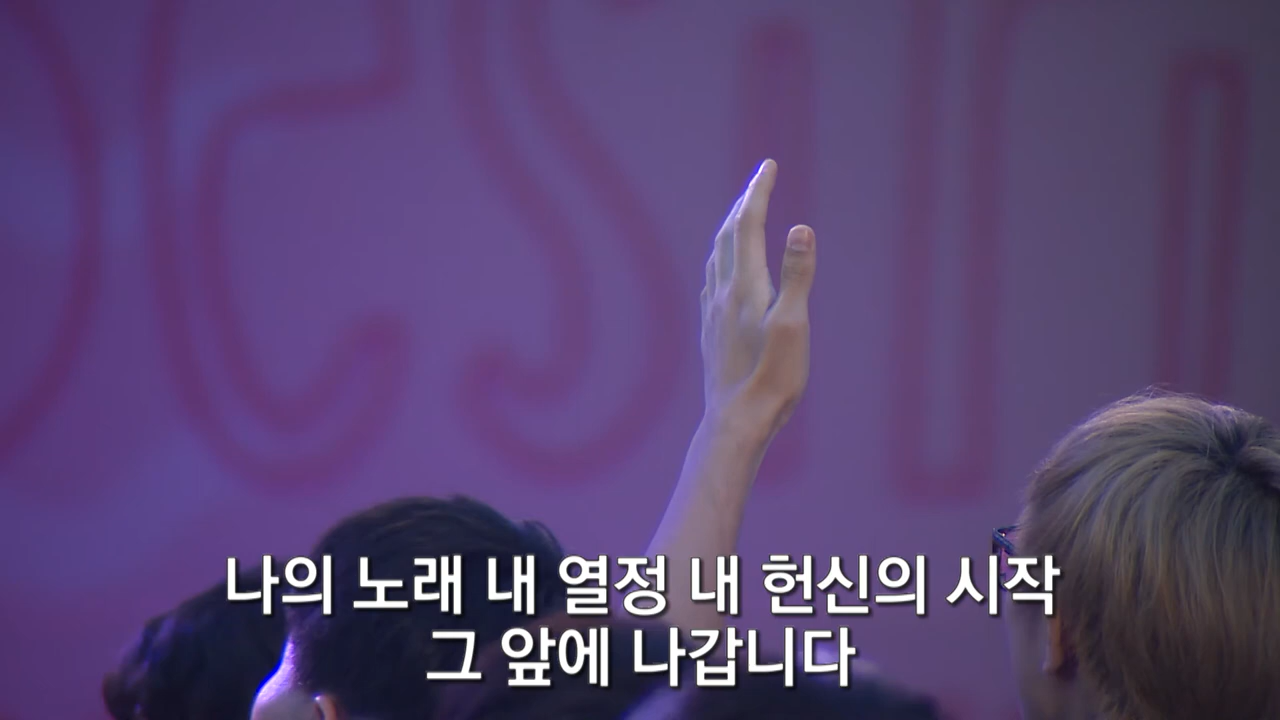 나의 노래 내 열정 내 헌신의 시작
그 앞에 나갑니다